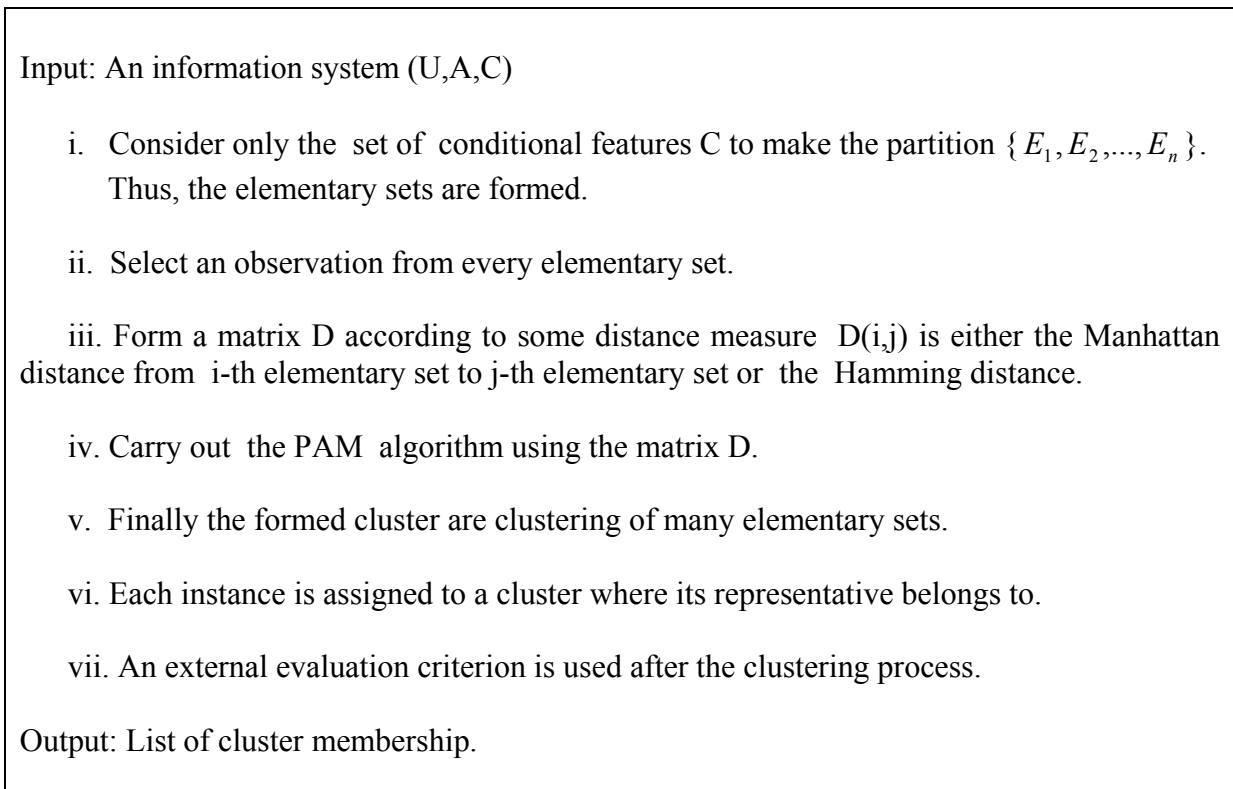 Input: An information system (U,A,C)
i. Consider only the set of conditional features C to make the partition { E₁, E₂,..., Eₙ }.
Thus, the elementary sets are formed.
ii. Select an observation from every elementary set.
iii. Form a matrix D according to some distance measure D(i,j) is either the Manhattan
distance from i-th elementary set to j-th elementary set or the Hamming distance.
iv. Carry out the PAM algorithm using the matrix D.
v. Finally the formed cluster are clustering of many elementary sets.
vi. Each instance is assigned to a cluster where its representative belongs to.
vii. An external evaluation criterion is used after the clustering process.
Output: List of cluster membership.